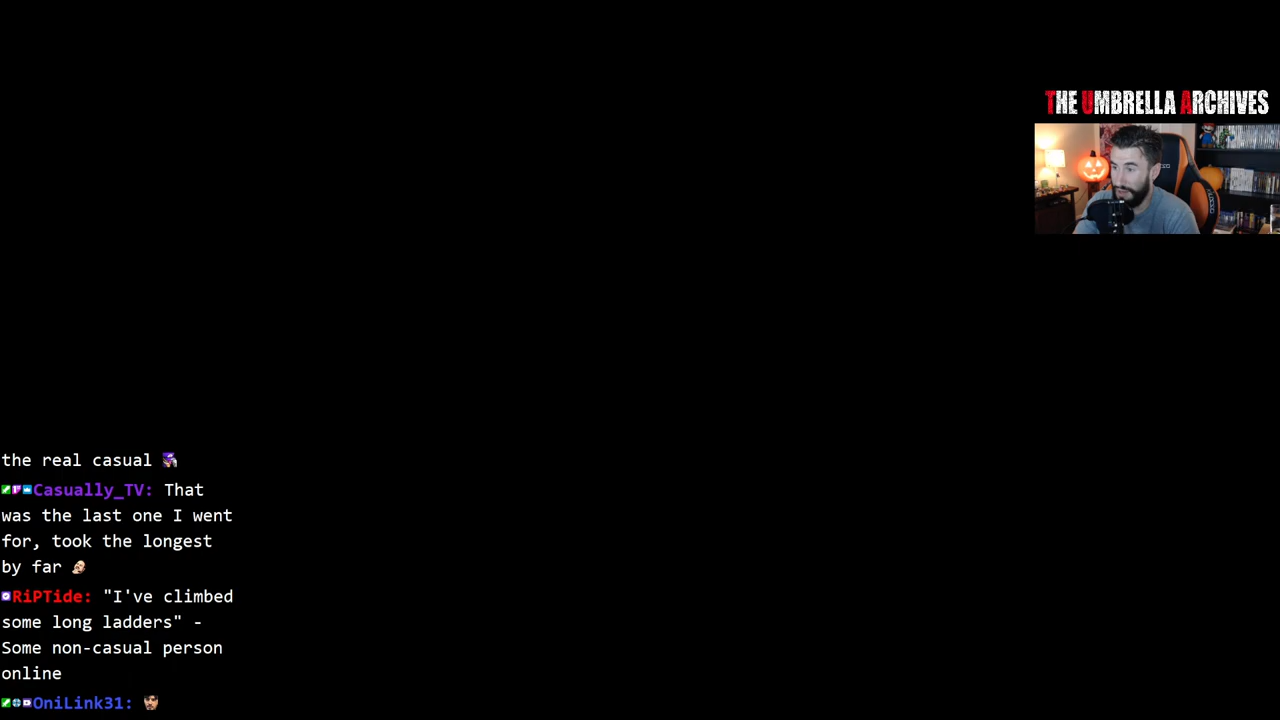 THE UMBRELLA ARCHIVES
the real casual
Casually_TV: That
was the last one I went
for, took the longest
by far
RiPTide: "I've climbed
some long ladders" -
Some non-casual person
online
OniLink31: